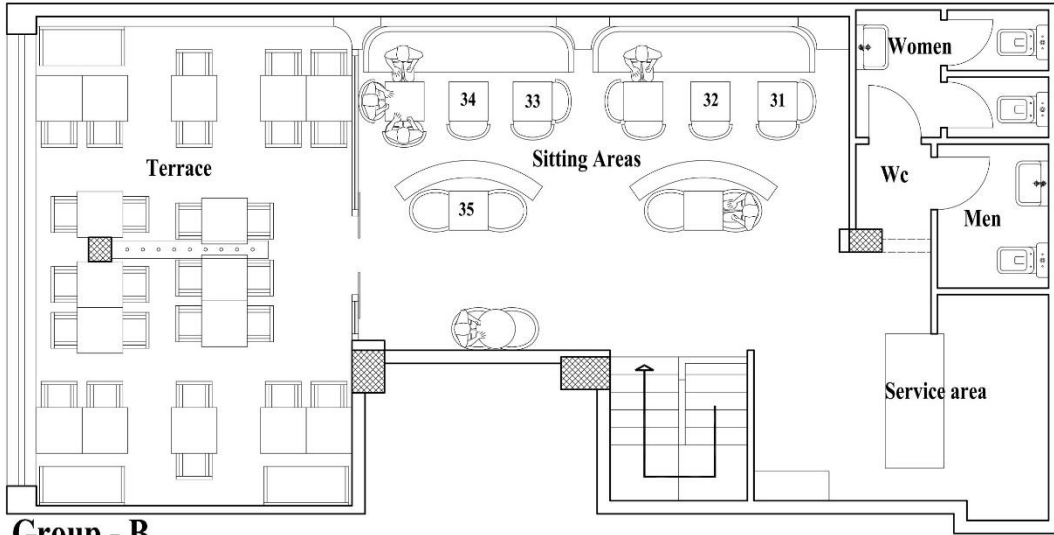 Women
34
33
32
31
Sitting Areas
Terrace
Wc
35
Men
Service area
Group - B